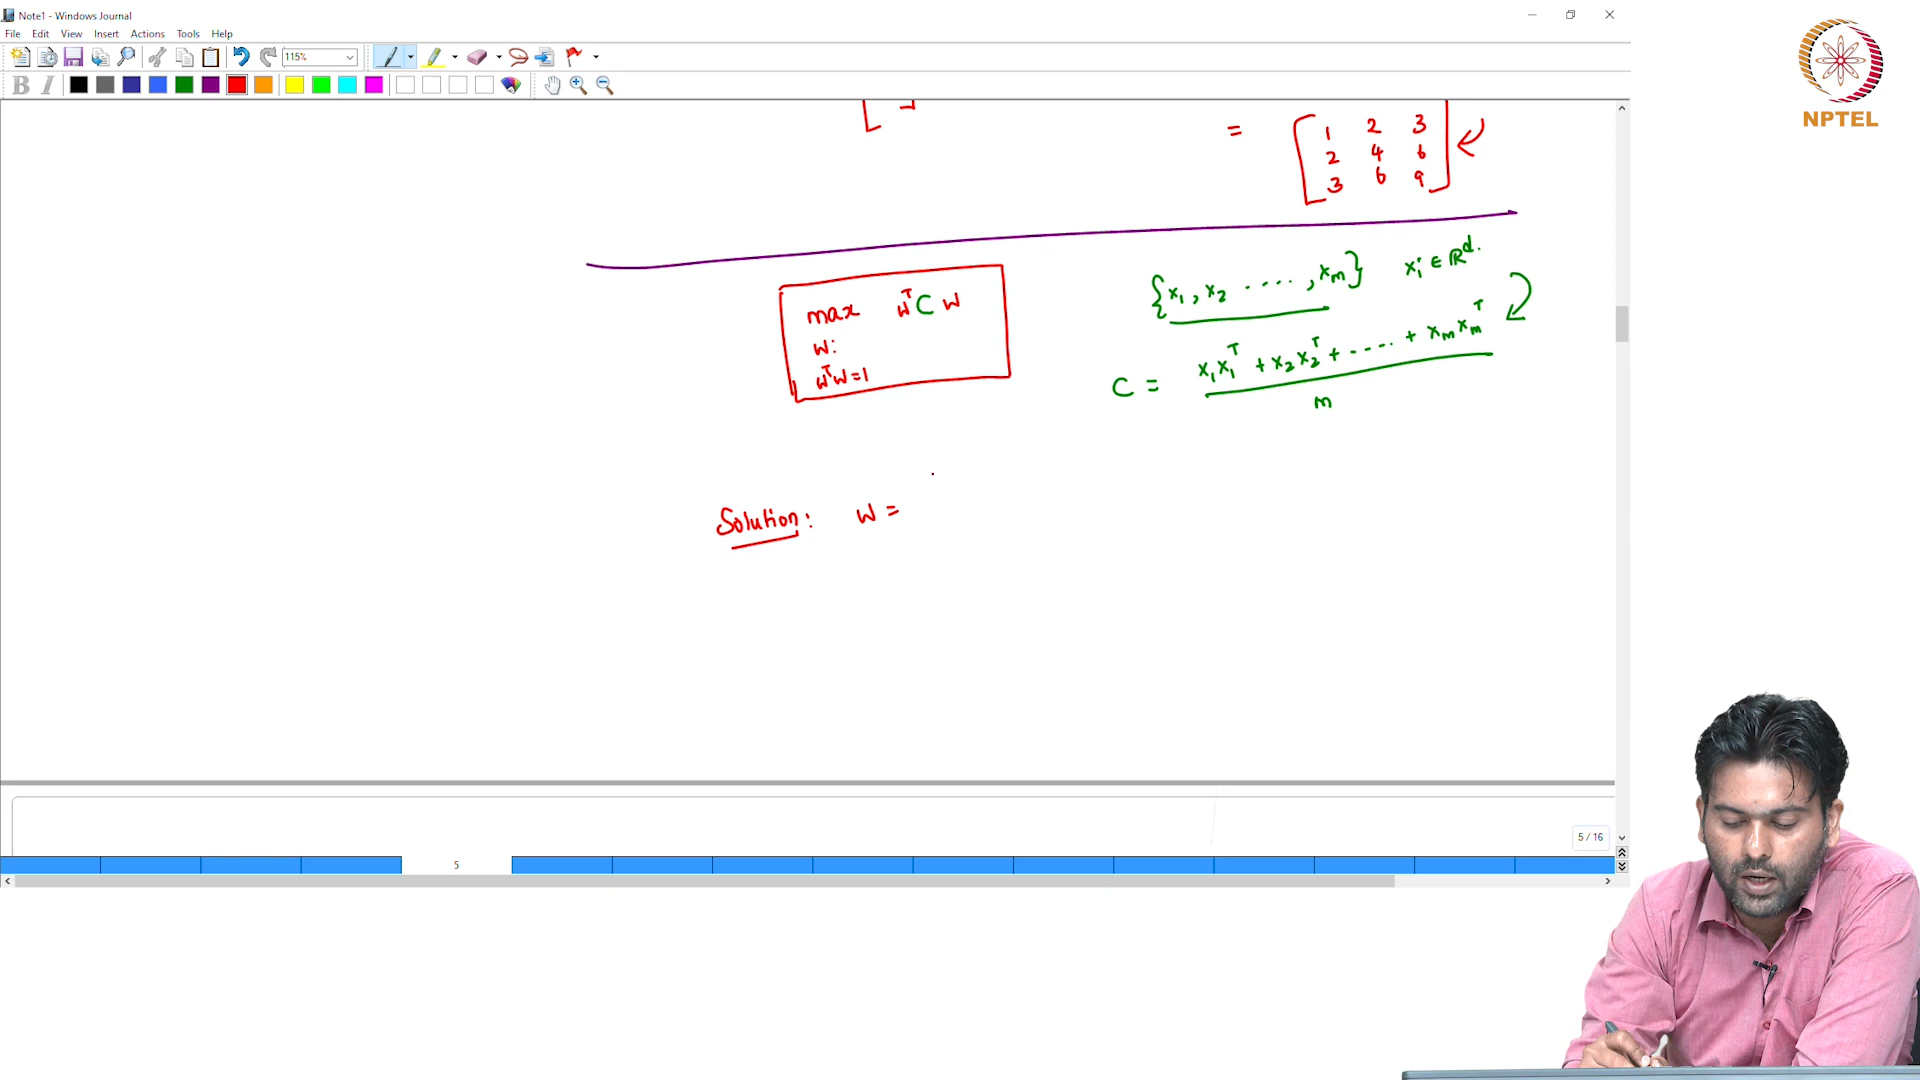 Note1 - Windows Journal
File Edit View Insert Actions Tools Help
115%
B I
NPTEL
= [ 1 2 3
2 4 6
3 6 9 ]
max wᵀ C w
w:
wᵀw=1
{x₁, x₂ ....., xₘ} xᵢ ∈ ℝᵈ.
C = x₁x₁ᵀ + x₂x₂ᵀ + ..... + xₘxₘᵀ
m
Solution: w =
5 / 16
5